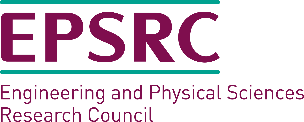 EPSRC
Engineering and Physical Sciences
Research Council